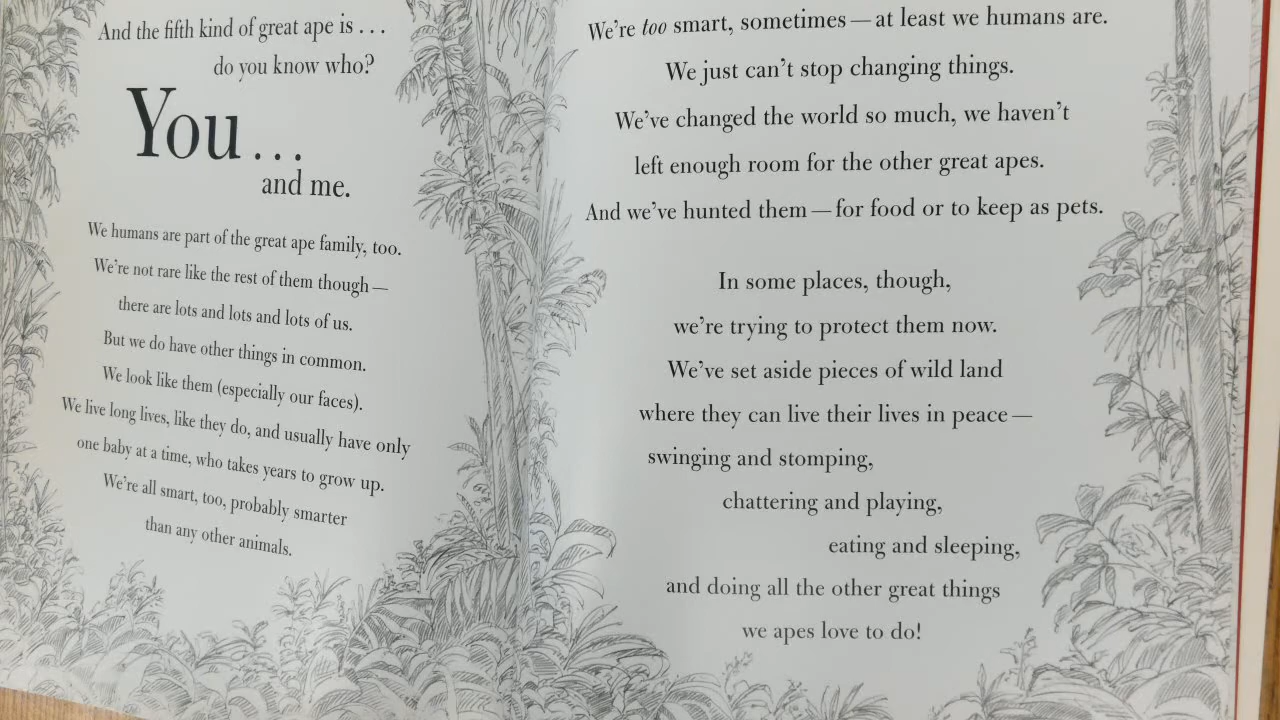 And the fifth kind of great ape is . . .
do you know who?
You . . .
and me.
We humans are part of the great ape family, too.
We're not rare like the rest of them though—
there are lots and lots and lots of us.
But we do have other things in common.
We look like them (especially our faces).
We live long lives, like they do, and usually have only
one baby at a time, who takes years to grow up.
We're all smart, too, probably smarter
than any other animals.
We're too smart, sometimes—at least we humans are.
We just can't stop changing things.
We've changed the world so much, we haven't
left enough room for the other great apes.
And we've hunted them—for food or to keep as pets.
In some places, though,
we're trying to protect them now.
We've set aside pieces of wild land
where they can live their lives in peace—
swinging and stomping,
chattering and playing,
eating and sleeping,
and doing all the other great things
we apes love to do!